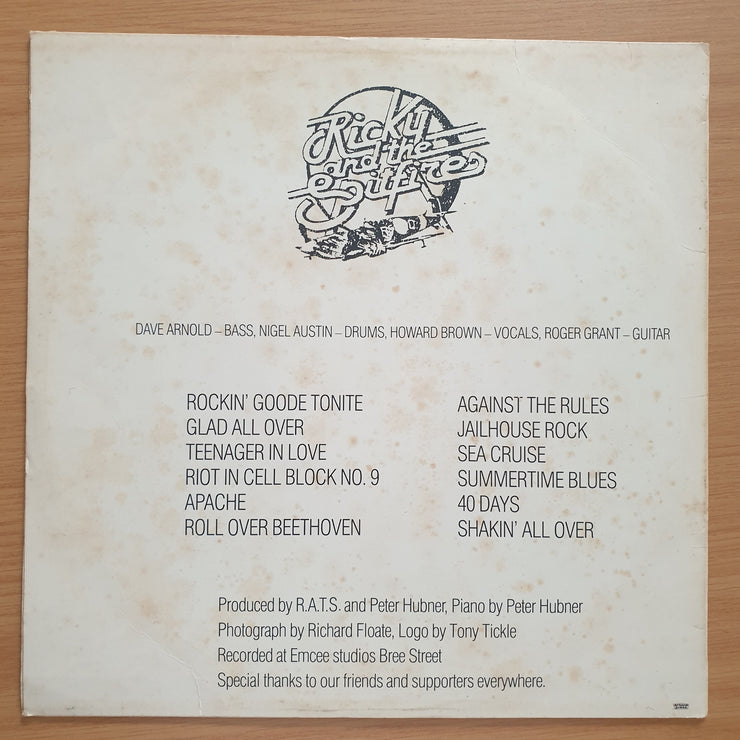 Ricky
and the
Spitfires
DAVE ARNOLD – BASS, NIGEL AUSTIN – DRUMS, HOWARD BROWN – VOCALS, ROGER GRANT – GUITAR
ROCKIN' GOODE TONITE
GLAD ALL OVER
TEENAGER IN LOVE
RIOT IN CELL BLOCK NO. 9
APACHE
ROLL OVER BEETHOVEN
AGAINST THE RULES
JAILHOUSE ROCK
SEA CRUISE
SUMMERTIME BLUES
40 DAYS
SHAKIN' ALL OVER
Produced by R.A.T.S. and Peter Hubner, Piano by Peter Hubner
Photograph by Richard Floate, Logo by Tony Tickle
Recorded at Emcee studios Bree Street
Special thanks to our friends and supporters everywhere.